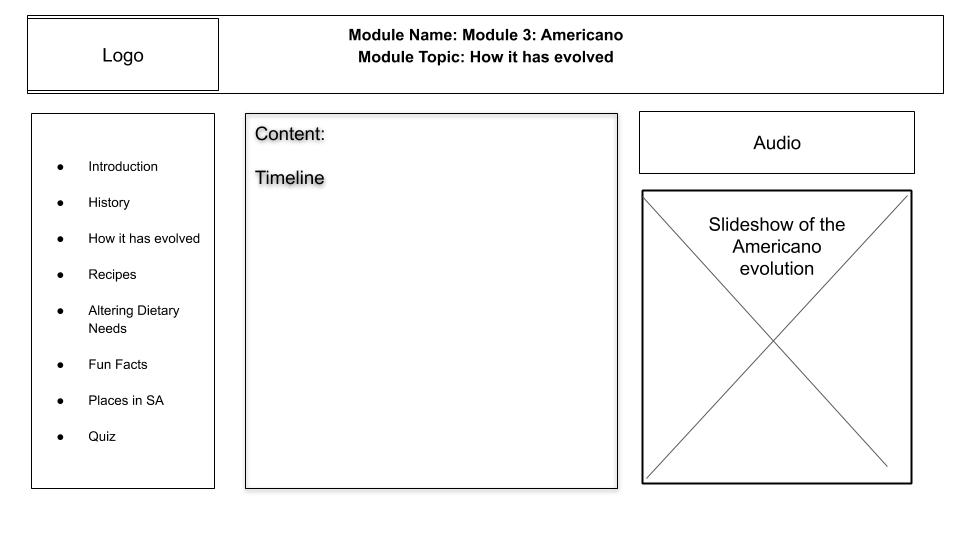 Logo
Module Name: Module 3: Americano
Module Topic: How it has evolved
● Introduction
● History
● How it has evolved
● Recipes
● Altering Dietary
Needs
● Fun Facts
● Places in SA
● Quiz
Content:
Timeline
Audio
Slideshow of the
Americano
evolution